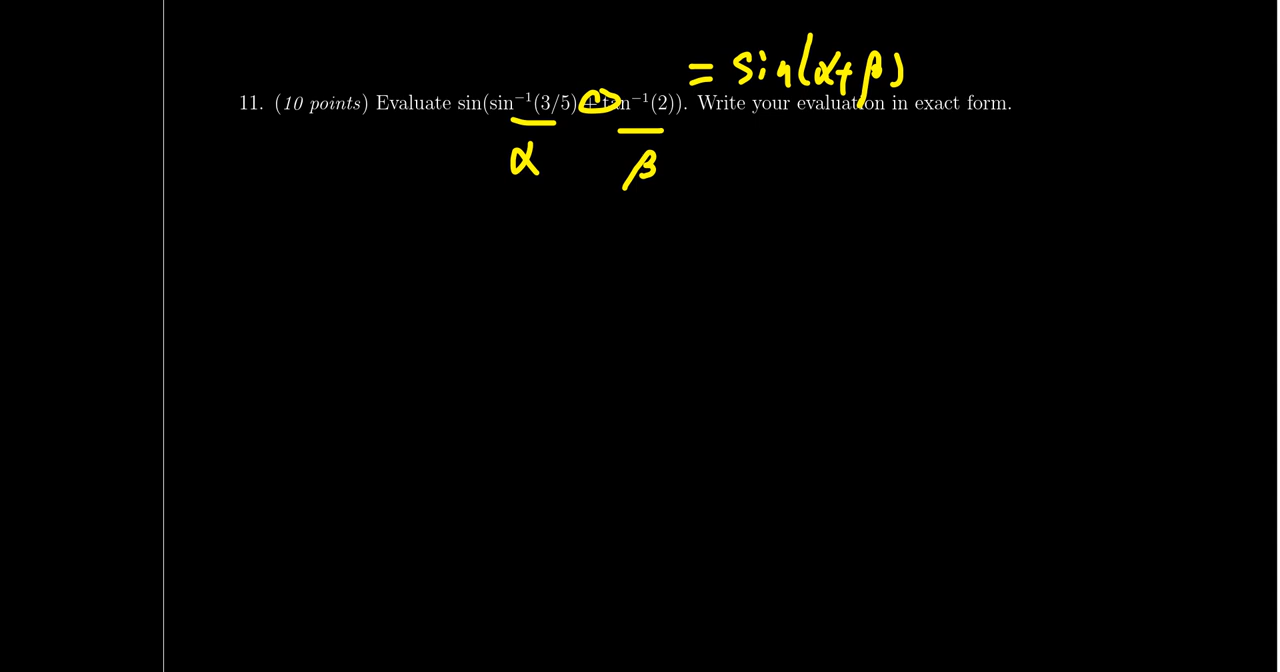 = sin(α+β)
11. (10 points) Evaluate sin(sin⁻¹(3/5) + tan⁻¹(2)). Write your evaluation in exact form.
α β